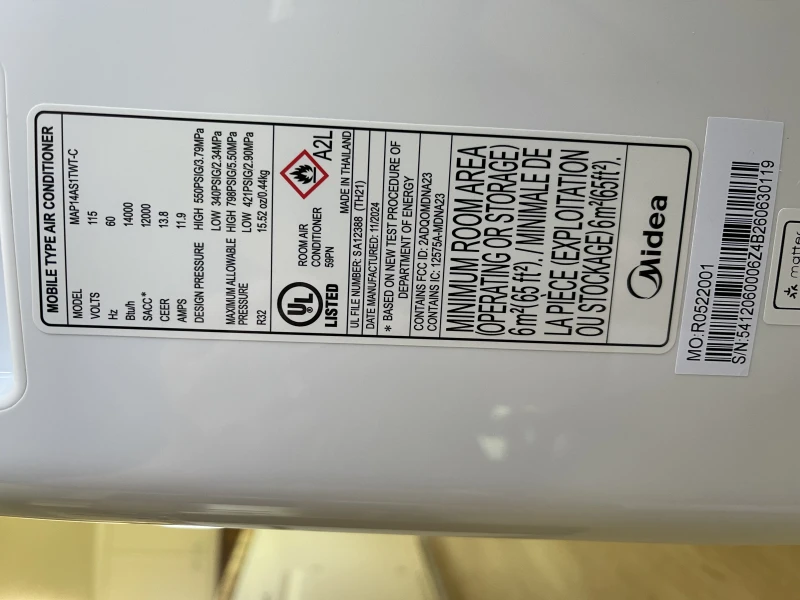 MOBILE TYPE AIR CONDITIONER
MODEL MAP14AS1TWT-C
VOLTS 115
Hz 60
Btu/h 14000
SACC* 12000
CEER 13.8
AMPS 11.9
DESIGN PRESSURE HIGH 550PSIG/3.79MPa
LOW 340PSIG/2.34MPa
MAXIMUM ALLOWABLE HIGH 798PSIG/5.50MPa
PRESSURE LOW 421PSIG/2.90MPa
R32 15.52 oz/0.44kg
UL
LISTED
ROOM AIR
CONDITIONER
59PN
A2L
MADE IN THAILAND
UL FILE NUMBER: SA12388 (TH21)
DATE MANUFACTURED: 11/2024
* BASED ON NEW TEST PROCEDURE OF
DEPARTMENT OF ENERGY
CONTAINS FCC ID: 2ADQOMDNA23
CONTAINS IC: 12575A-MDNA23
MINIMUM ROOM AREA
(OPERATING OR STORAGE)
6 m²(65 ft²). / MINIMALE DE
LA PIÈCE (EXPLOITATION
OU STOCKAGE) 6 m²(65ft²).
Midea
MO:R0522001
S/N:5412060006Z4B260630119
matter